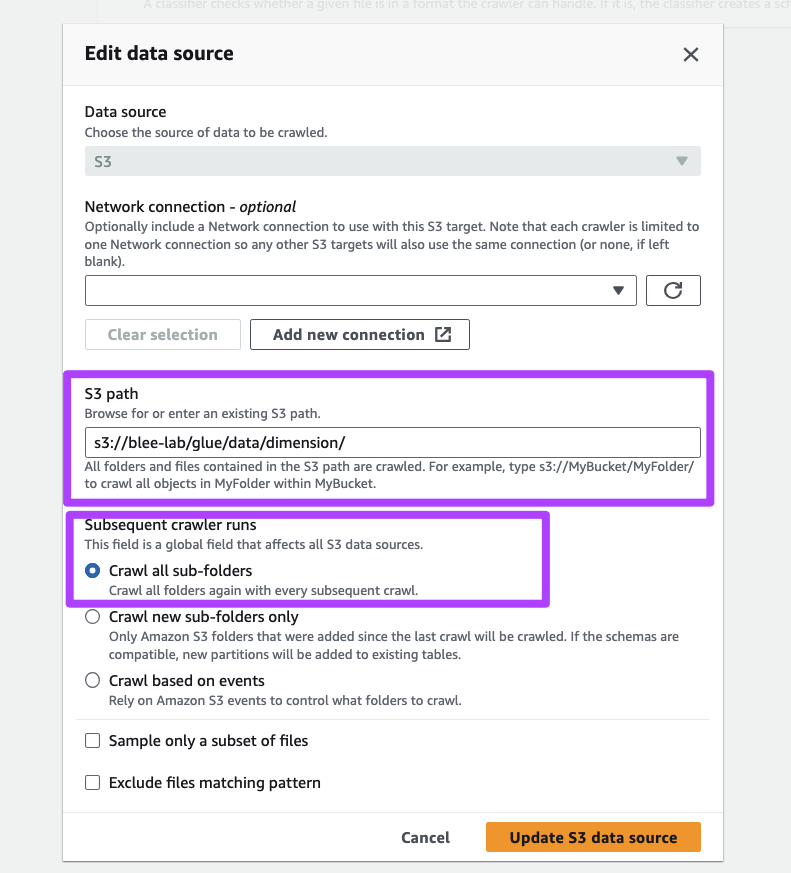 A classifier checks whether a given file is in a format the crawler can handle. If it is, the classifier creates a sch
Edit data source
Data source
Choose the source of data to be crawled.
S3
Network connection - optional
Optionally include a Network connection to use with this S3 target. Note that each crawler is limited to
one Network connection so any other S3 targets will also use the same connection (or none, if left
blank).
Clear selection
Add new connection
S3 path
Browse for or enter an existing S3 path.
s3://blee-lab/glue/data/dimension/
All folders and files contained in the S3 path are crawled. For example, type s3://MyBucket/MyFolder/
to crawl all objects in MyFolder within MyBucket.
Subsequent crawler runs
This field is a global field that affects all S3 data sources.
Crawl all sub-folders
Crawl all folders again with every subsequent crawl.
Crawl new sub-folders only
Only Amazon S3 folders that were added since the last crawl will be crawled. If the schemas are
compatible, new partitions will be added to existing tables.
Crawl based on events
Rely on Amazon S3 events to control what folders to crawl.
Sample only a subset of files
Exclude files matching pattern
Cancel
Update S3 data source